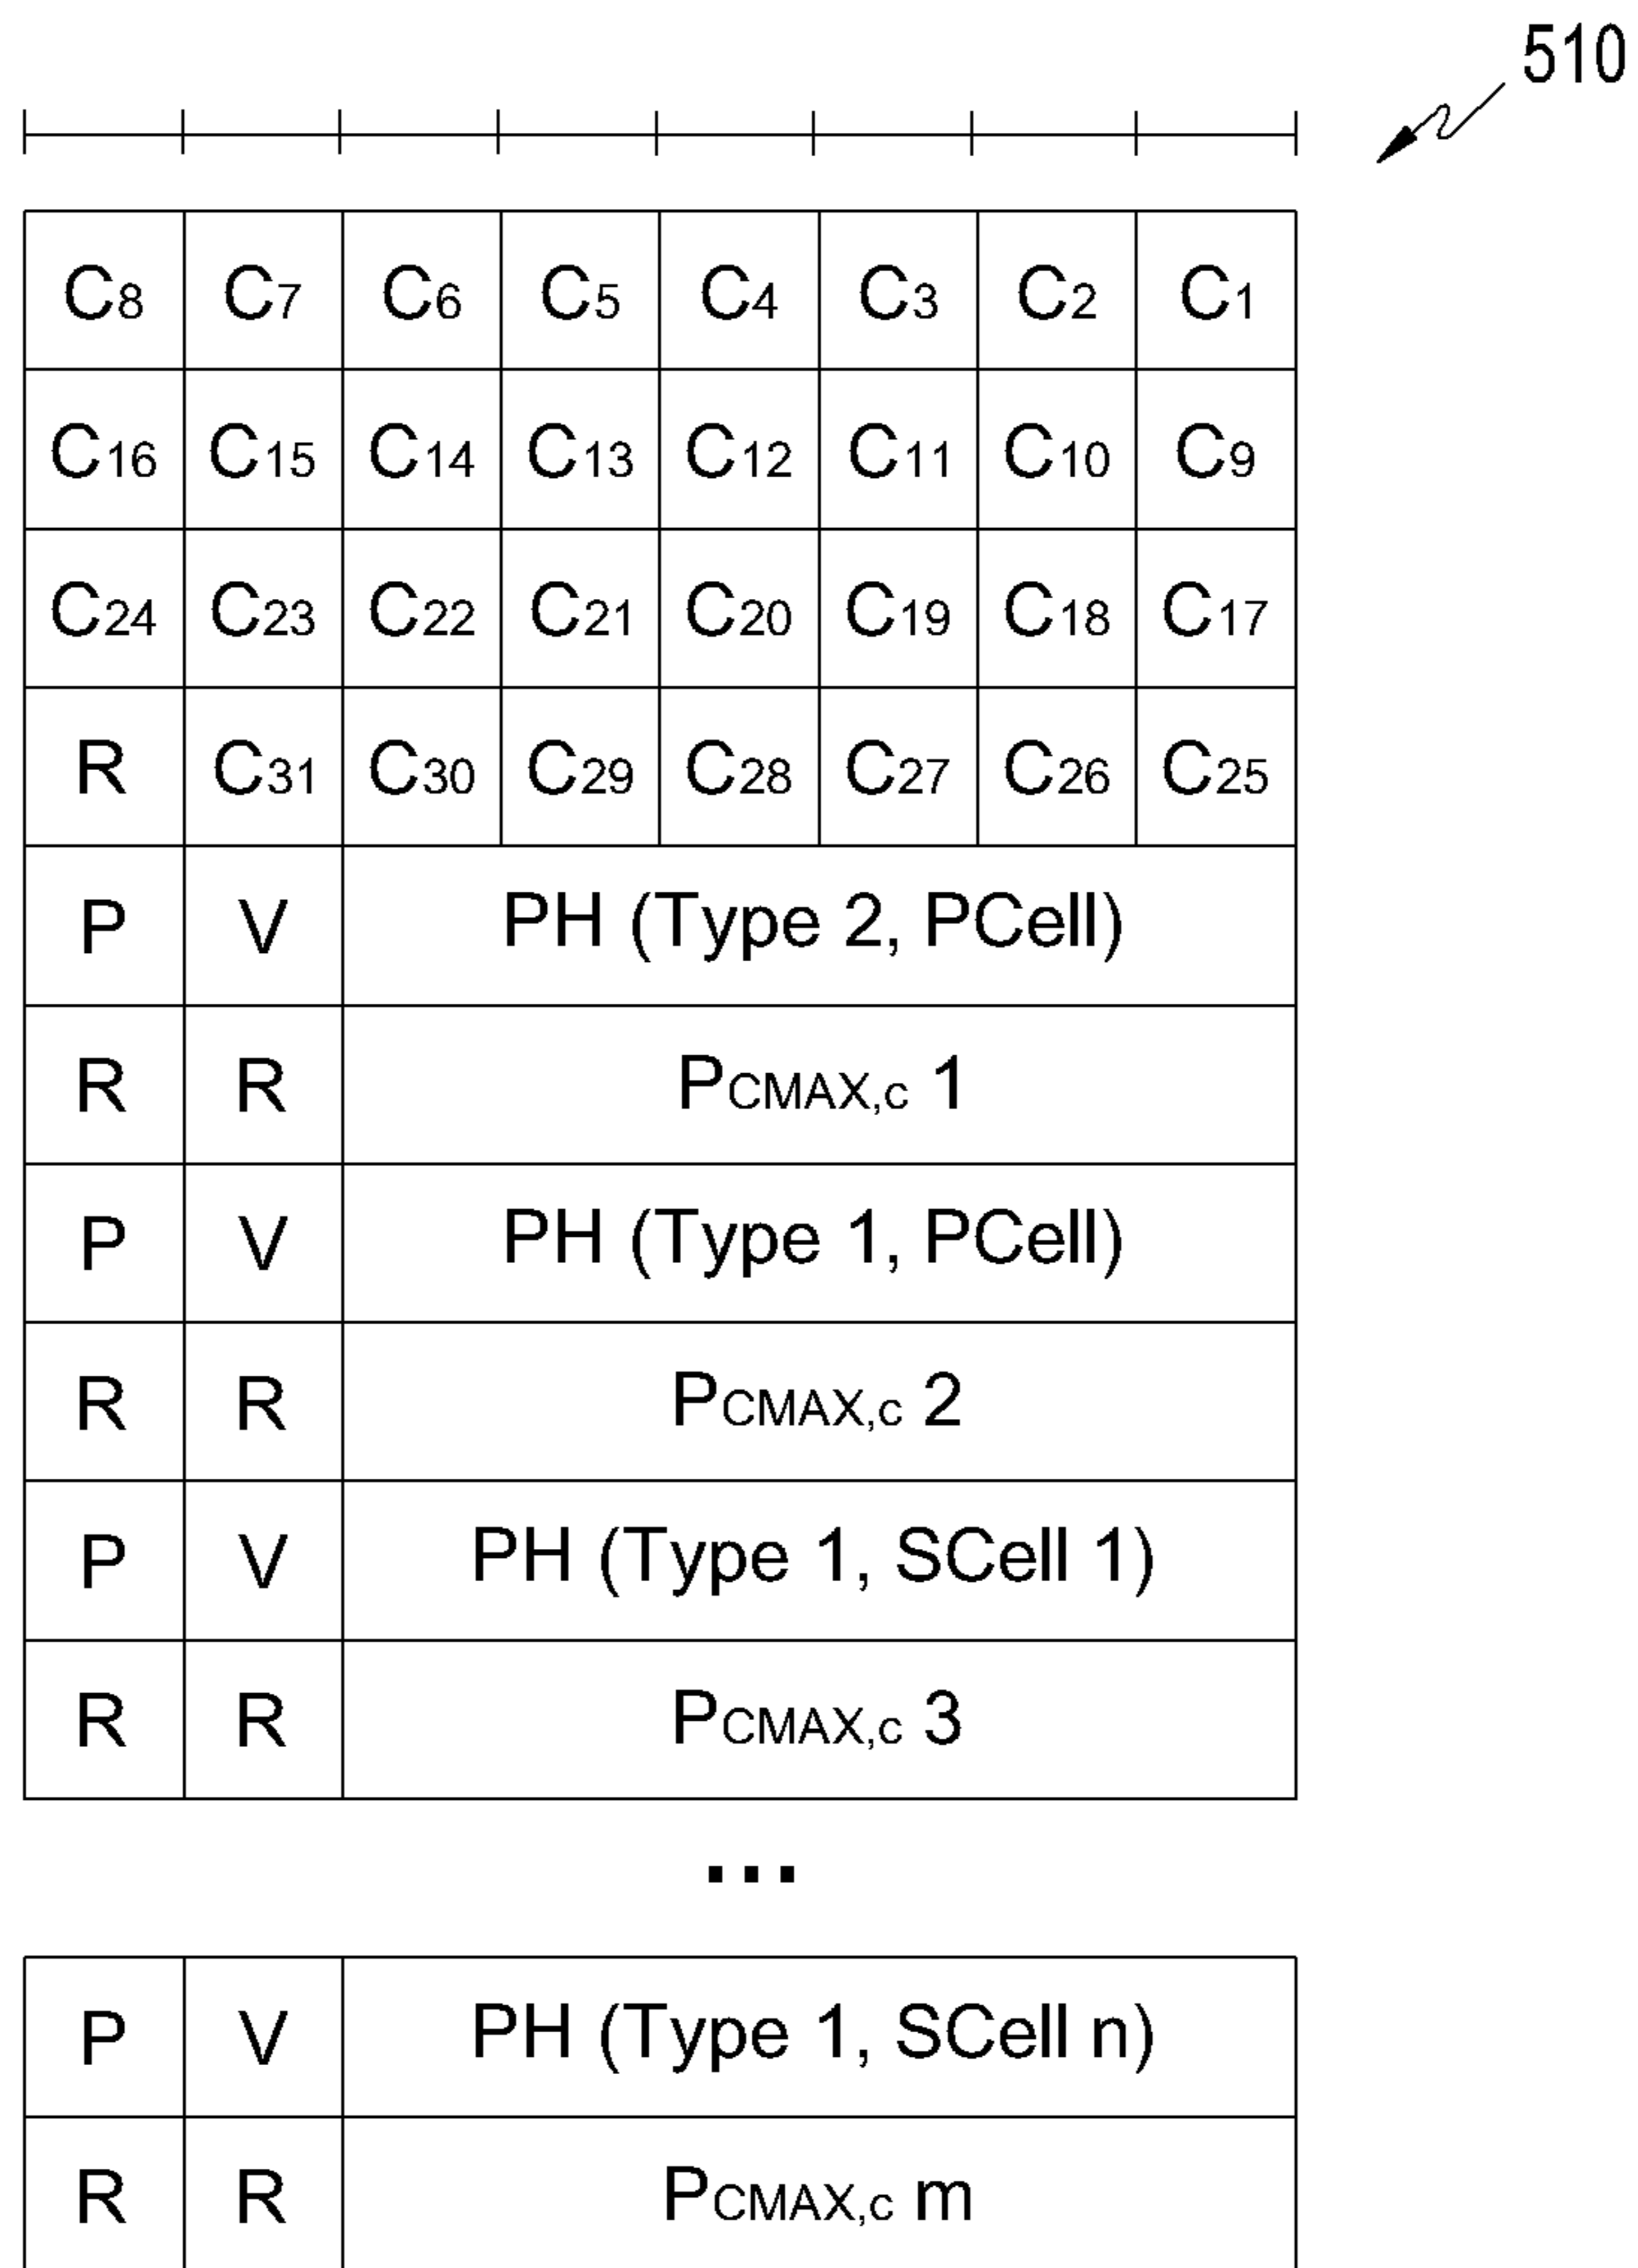 510
C8 C7 C6 C5 C4 C3 C2 C1
C16 C15 C14 C13 C12 C11 C10 C9
C24 C23 C22 C21 C20 C19 C18 C17
R C31 C30 C29 C28 C27 C26 C25
P V PH (Type 2, PCell)
R R PCMAX,c 1
P V PH (Type 1, PCell)
R R PCMAX,c 2
P V PH (Type 1, SCell 1)
R R PCMAX,c 3
...
P V PH (Type 1, SCell n)
R R PCMAX,c m